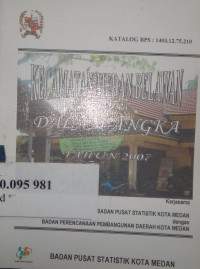 KATALOG BPS : 1403.12.75.210
KECAMATAN MEDAN BELAWAN
DALAM ANGKA
TAHUN 2007
0.095 981
d
Kerjasama
BADAN PUSAT STATISTIK KOTA MEDAN
dengan
BADAN PERENCANAAN PEMBANGUNAN DAERAH KOTA MEDAN
BADAN PUSAT STATISTIK KOTA MEDAN